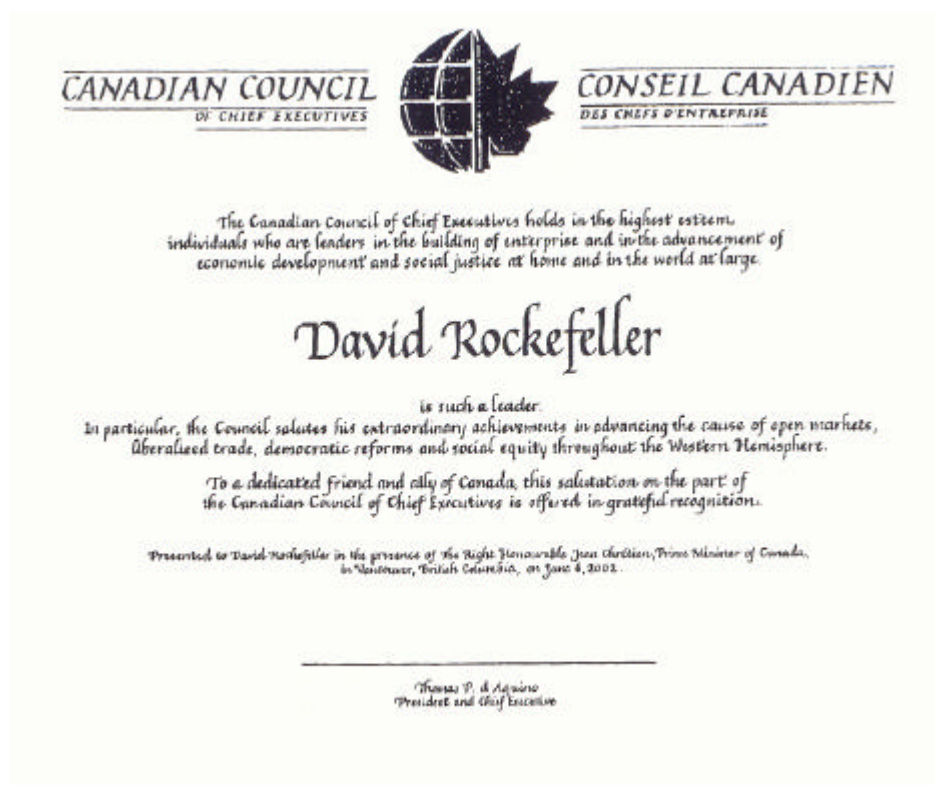 CANADIAN COUNCIL
OF CHIEF EXECUTIVES
CONSEIL CANADIEN
DES CHEFS D'ENTREPRISE
The Canadian Council of Chief Executives holds in the highest esteem
individuals who are leaders in the building of enterprise and in the advancement of
economic development and social justice at home and in the world at large.
David Rockefeller
is such a leader.
In particular, the Council salutes his extraordinary achievements in advancing the cause of open markets,
liberalized trade, democratic reforms and social equity throughout the Western Hemisphere.
To a dedicated friend and ally of Canada, this salutation on the part of
the Canadian Council of Chief Executives is offered in grateful recognition.
Presented to David Rockefeller in the presence of the Right Honourable Jean Chrétien, Prime Minister of Canada,
in Vancouver, British Columbia, on June 6, 2002.
Thomas P. d'Aquino
President and Chief Executive